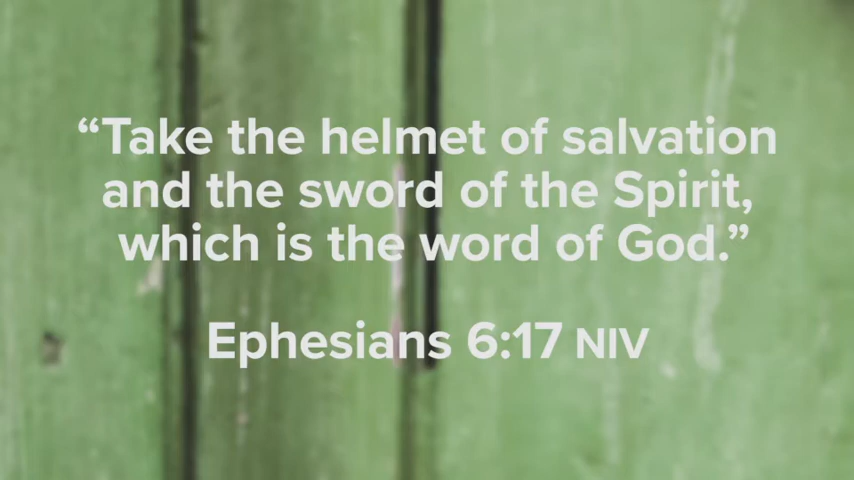 “Take the helmet of salvation
and the sword of the Spirit,
which is the word of God.”
Ephesians 6:17 NIV